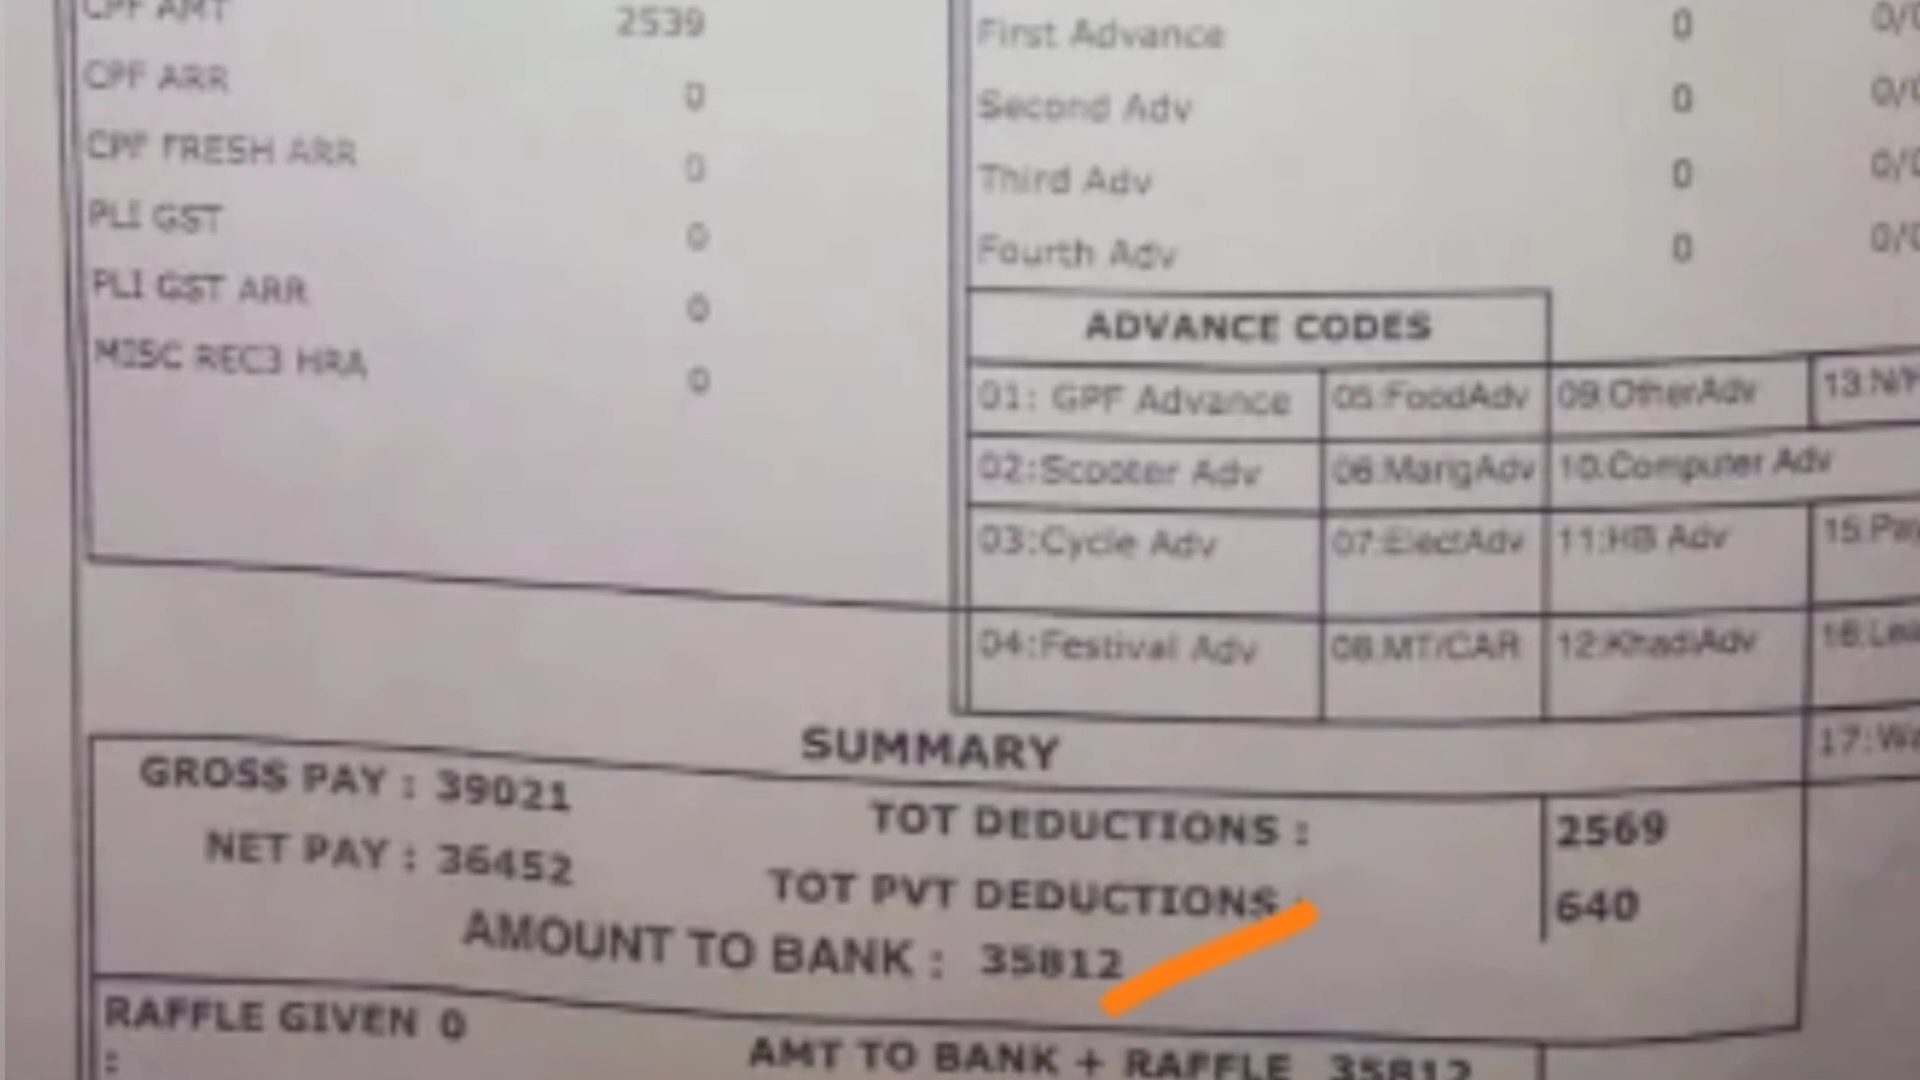 CPF AMT 2539
CPF ARR 0
CPF FRESH ARR 0
PLI GST 0
PLI GST ARR 0
MISC REC3 HRA 0
First Advance 0
Second Adv 0
Third Adv 0
Fourth Adv 0
ADVANCE CODES
01: GPF Advance 05:FoodAdv 09:OtherAdv
02:Scooter Adv 06:MarigAdv 10:Computer Adv
03:Cycle Adv 07:ElectAdv 11:HB Adv
04:Festival Adv 08:MT/CAR 12:KhadiAdv
SUMMARY
GROSS PAY : 39021 TOT DEDUCTIONS : 2569
NET PAY : 36452 TOT PVT DEDUCTIONS : 640
AMOUNT TO BANK : 35812
RAFFLE GIVEN 0
:
AMT TO BANK + RAFFLE 35812